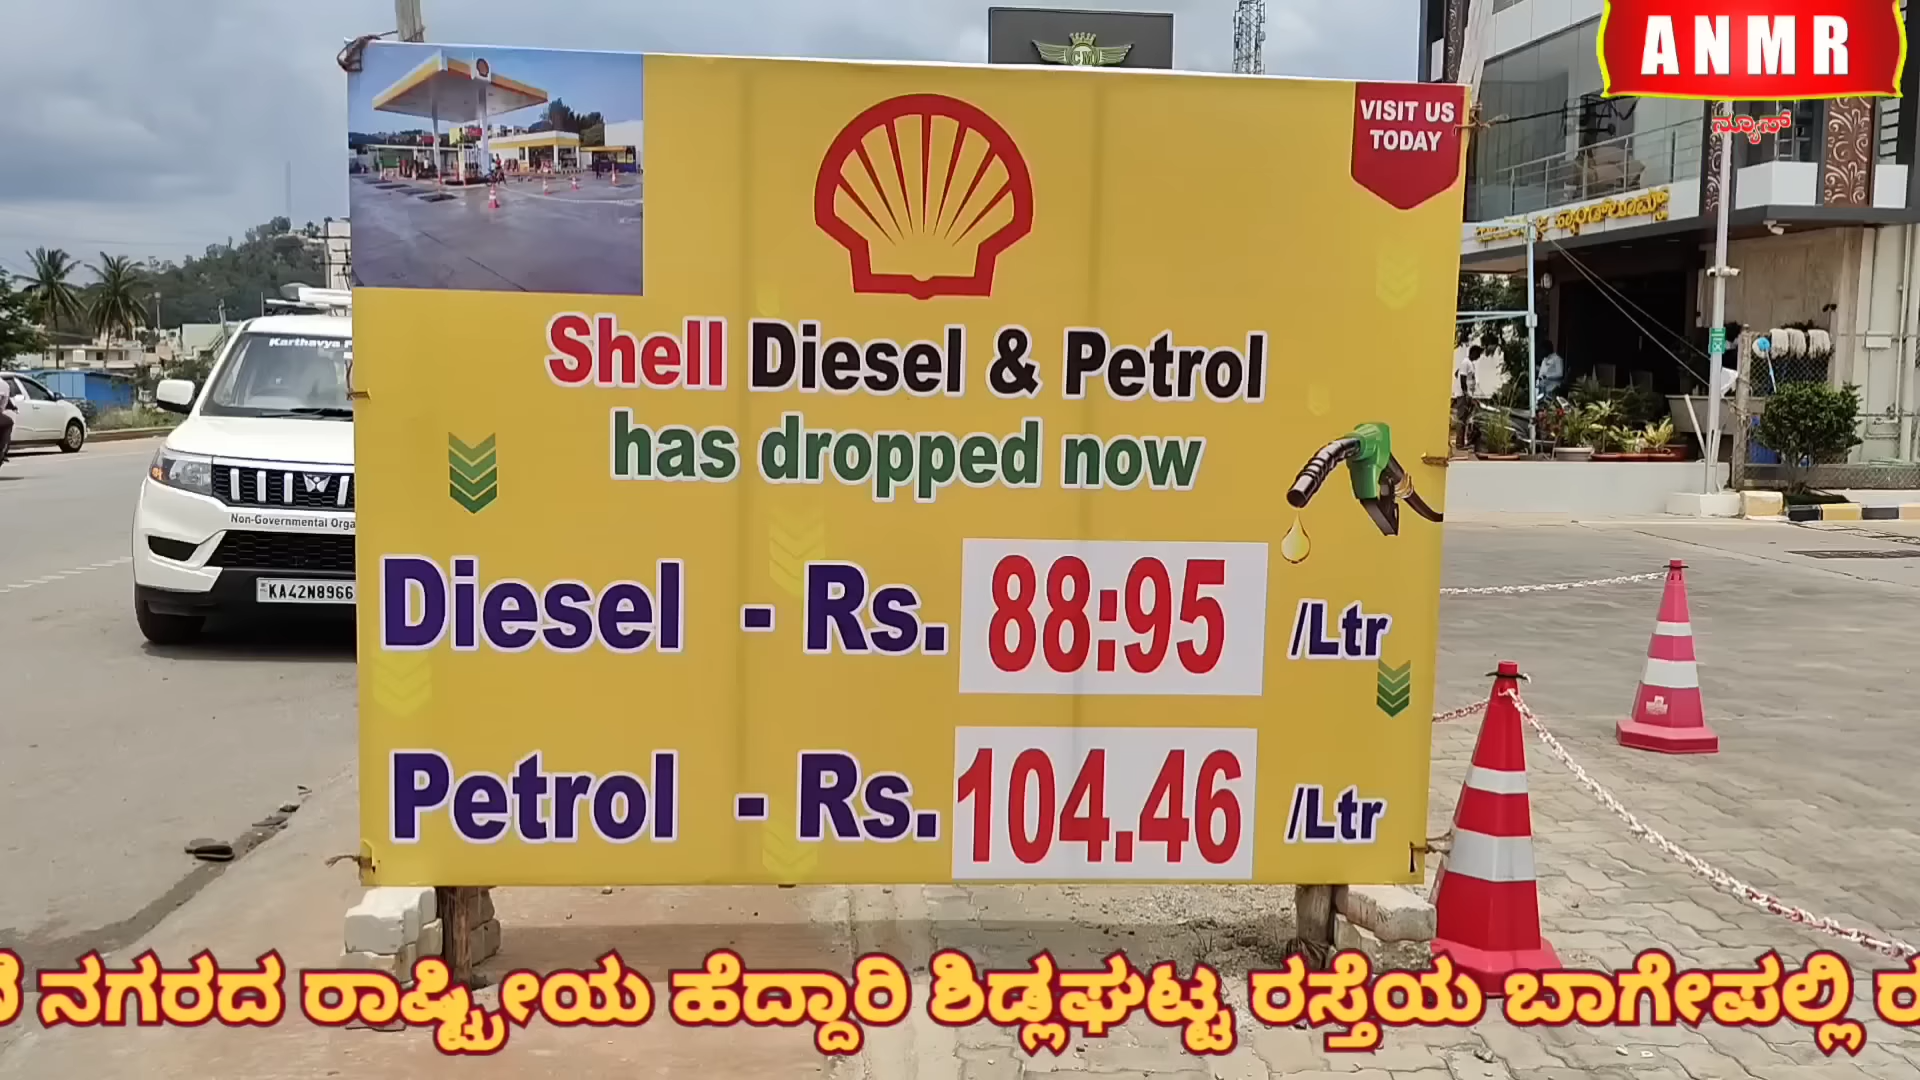 ANMR
ನ್ಯೂಸ್
CM
VISIT US
TODAY
Shell Diesel & Petrol
has dropped now
Diesel - Rs. 88:95 /Ltr
Petrol - Rs. 104.46 /Ltr
Karthavya
Non-Governmental
KA42N8966
ನಗರದ ರಾಷ್ಟ್ರೀಯ ಹೆದ್ದಾರಿ ಶಿಡ್ಲಘಟ್ಟ ರಸ್ತೆಯ ಬಾಗೇಪಲ್ಲಿ